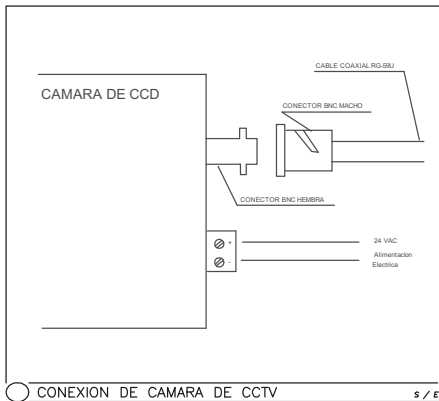 CABLE COAXIAL RG-59U
CAMARA DE CCD
CONECTOR BNC MACHO
CONECTOR BNC HEMBRA
+
24 VAC
-
Alimentacion
Electrica
CONEXION DE CAMARA DE CCTV
S / E